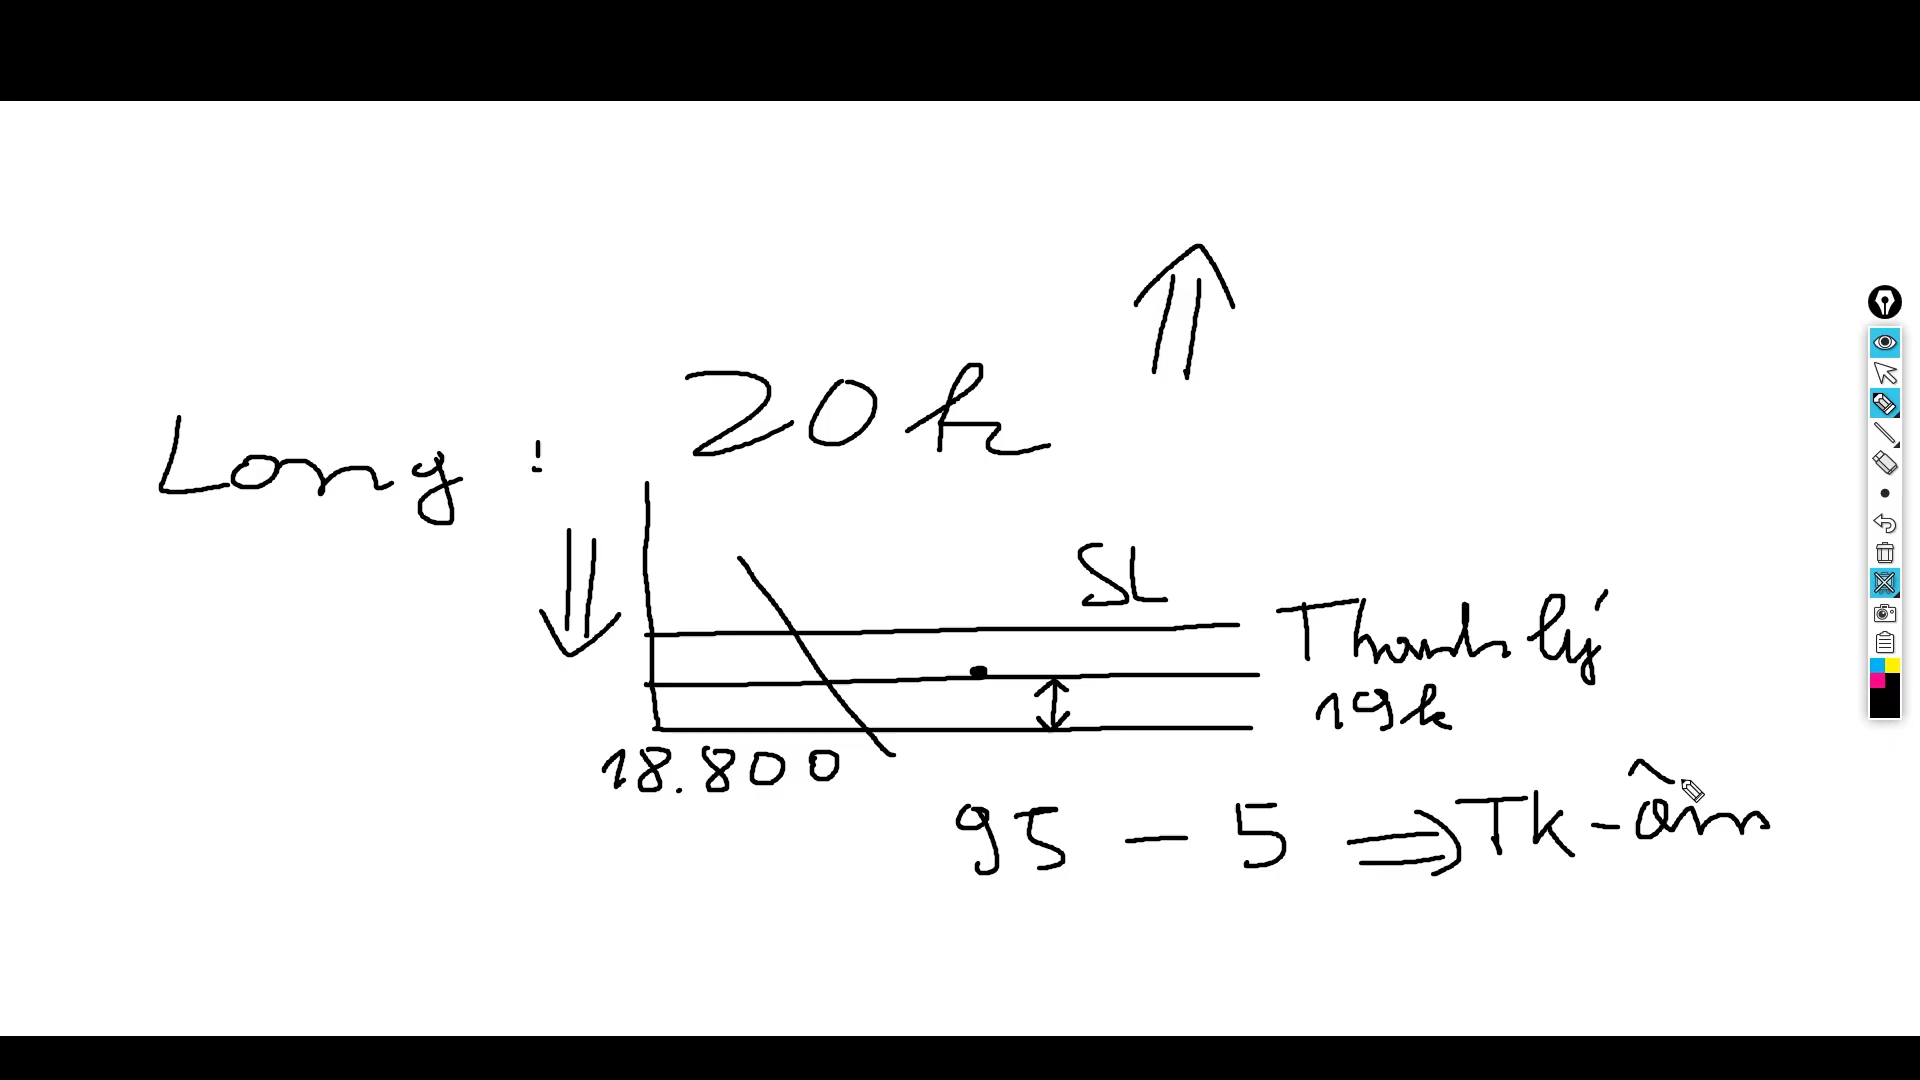 Long : 20k
SL
Thanh lý
19k
18.800
95 - 5 ⇒ Tk - âm